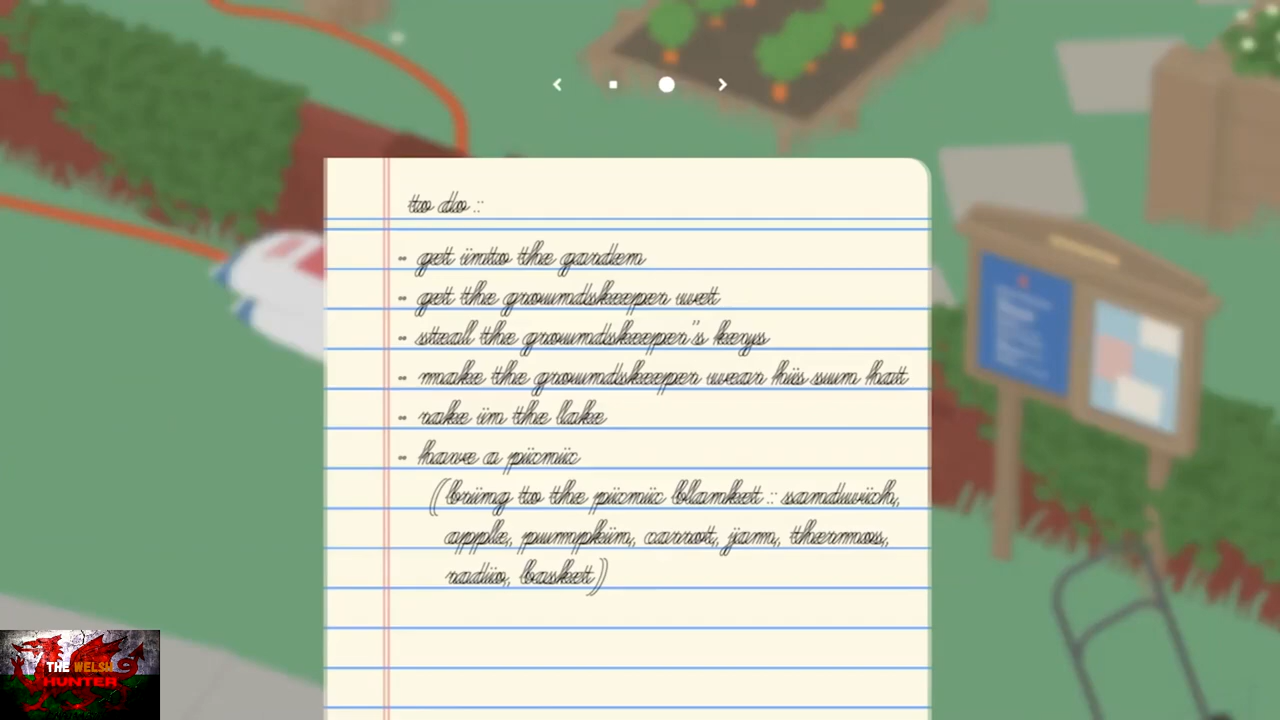 to do:
- get into the garden
- get the groundskeeper wet
- steal the groundskeeper's keys
- make the groundskeeper wear his sun hat
- rake in the lake
- have a picnic
(bring to the picnic blanket: sandwich,
apple, pumpkin, carrot, jam, thermos,
radio, basket)
THE WELSH
HUNTER